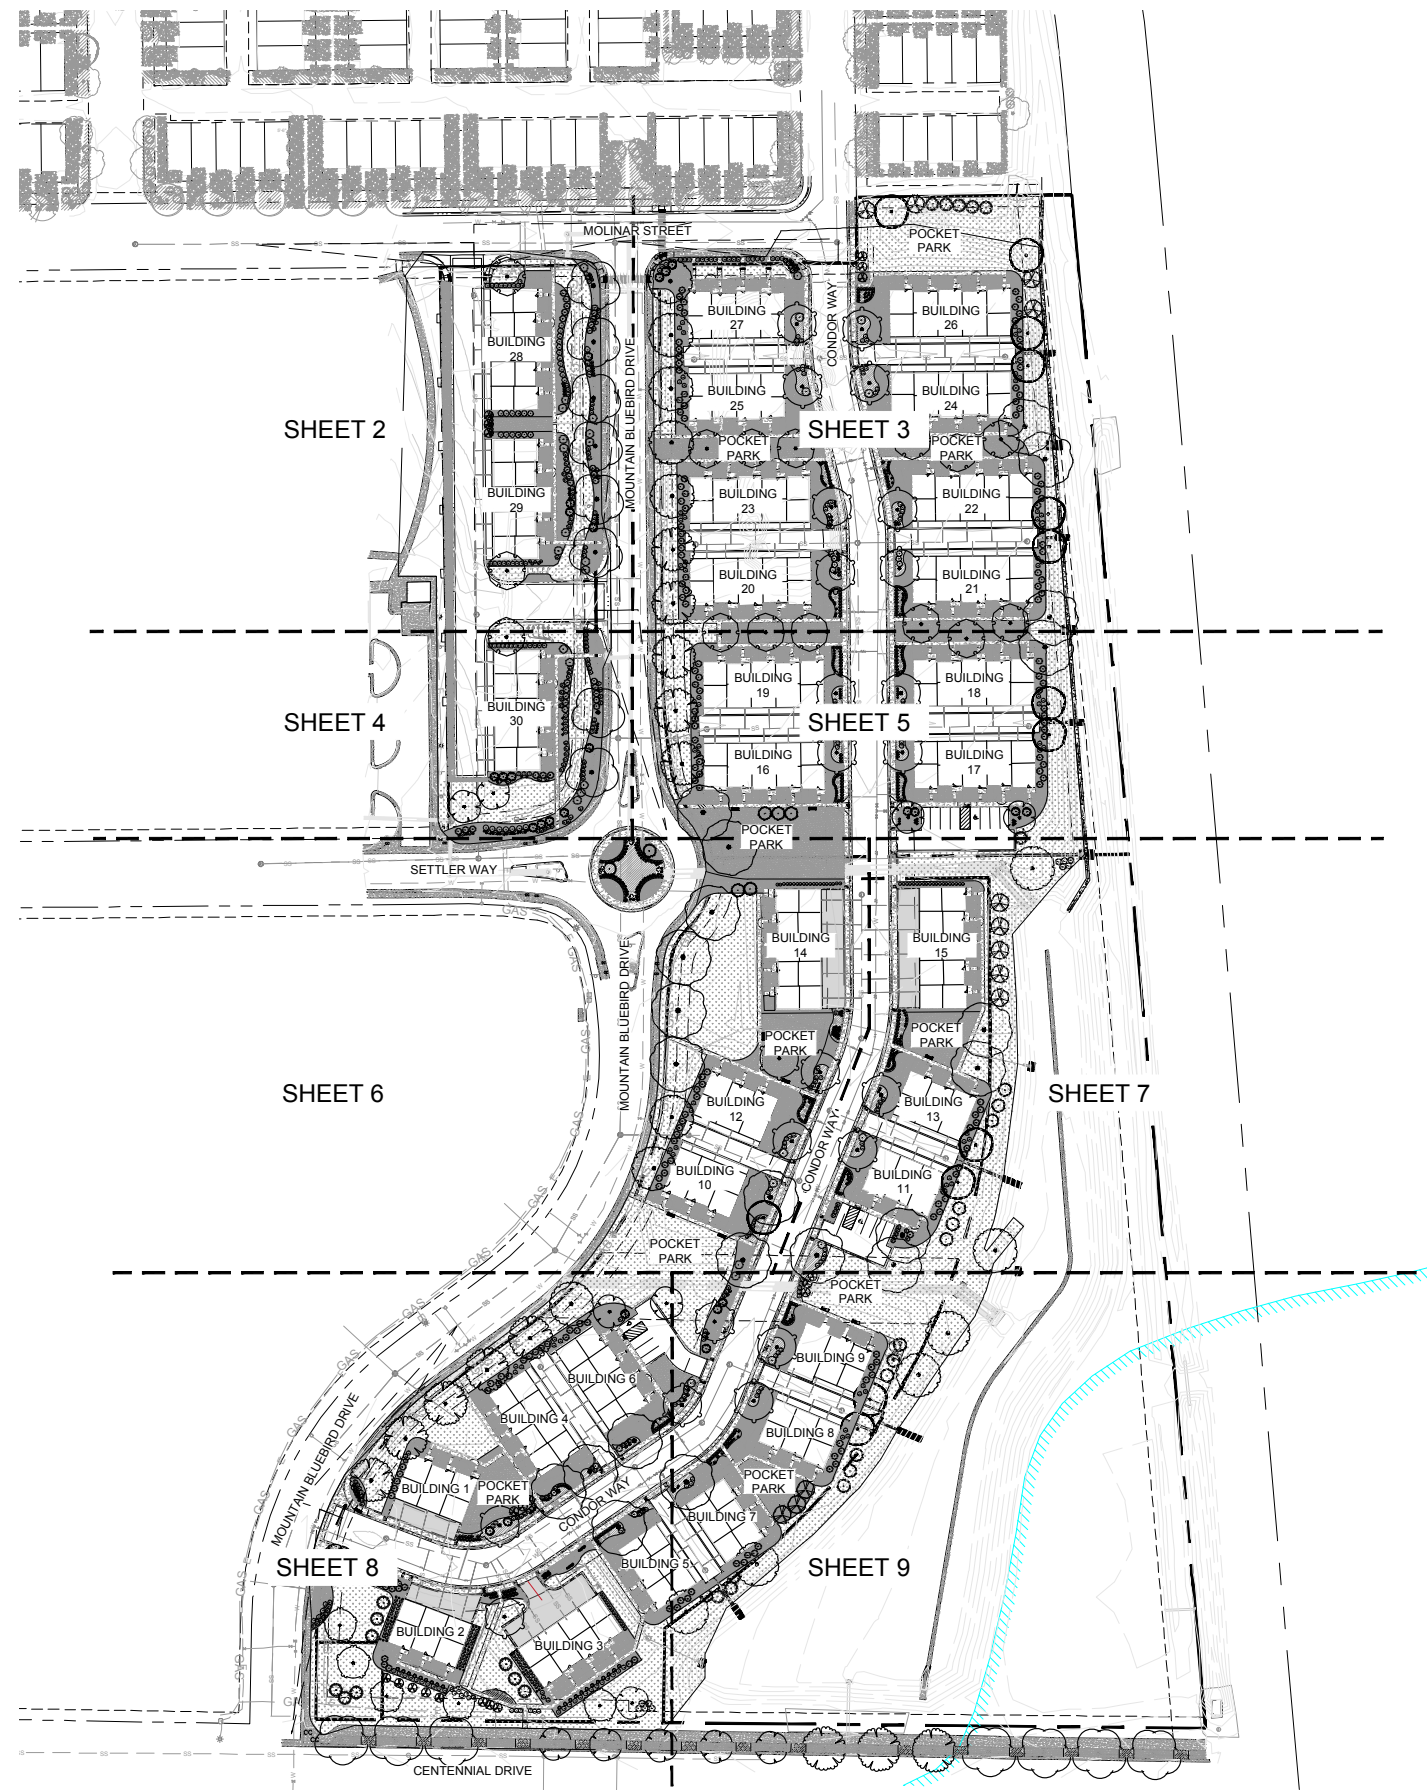 MOLINAR STREET
POCKET
PARK
BUILDING
27
CONDOR WAY
BUILDING
26
BUILDING
28
MOUNTAIN BLUEBIRD DRIVE
BUILDING
25
BUILDING
24
SHEET 2
SHEET 3
POCKET
PARK
POCKET
PARK
BUILDING
29
BUILDING
23
BUILDING
22
BUILDING
20
BUILDING
21
BUILDING
19
BUILDING
18
SHEET 4
BUILDING
30
SHEET 5
BUILDING
16
BUILDING
17
POCKET
PARK
SETTLER WAY
GAS
GAS
GAS
MOUNTAIN BLUEBIRD DRIVE
BUILDING
14
BUILDING
15
POCKET
PARK
POCKET
PARK
SHEET 6
SHEET 7
BUILDING
12
BUILDING
13
CONDOR WAY
BUILDING
10
BUILDING
11
GAS
GAS
GAS
POCKET
PARK
POCKET
PARK
GAS
GAS
GAS
BUILDING 9
BUILDING 6
BUILDING 4
BUILDING 8
MOUNTAIN BLUEBIRD DRIVE
BUILDING 1
POCKET
PARK
POCKET
PARK
CONDOR WAY
BUILDING 7
SHEET 8
BUILDING 5
SHEET 9
GAS
BUILDING 2
BUILDING 3
GAS
CENTENNIAL DRIVE